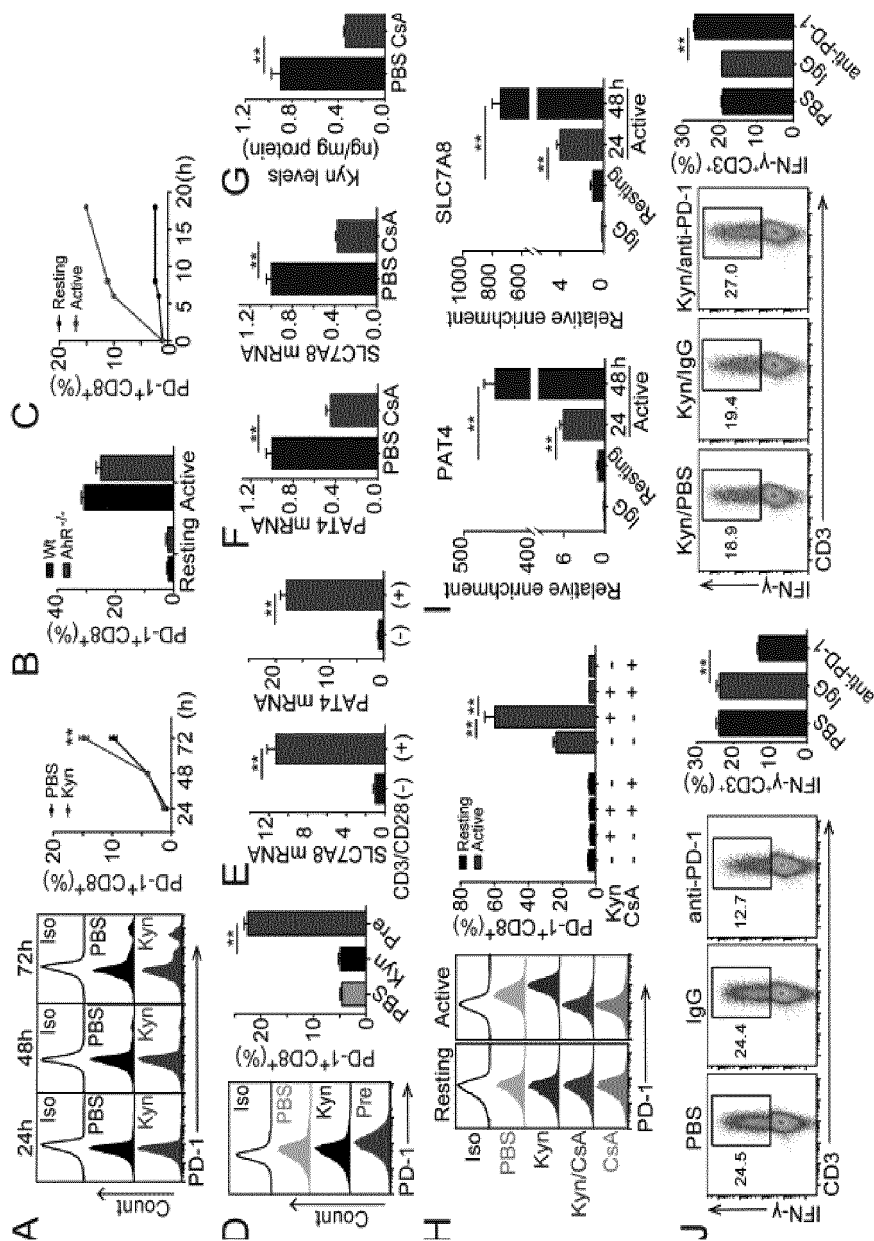 A
24h
48h
72h
Iso
Iso
Iso
PBS
PBS
PBS
Kyn
Kyn
Kyn
Count
PD-1
PBS
Kyn
PD-1⁺CD8⁺(%)
20
10
0
24
48
72
(h)
**
B
Wt
AhR⁻/⁻
PD-1⁺CD8⁺(%)
40
20
0
Resting Active
C
Resting
Active
PD-1⁺CD8⁺(%)
20
10
0
0
5
10
15
20(h)
D
Iso
PBS
Kyn
Pre
Count
PD-1
PD-1⁺CD8⁺(%)
20
10
0
**
PBS
Kyn
Pre
E
SLC7A8 mRNA
12
8
4
0
**
CD3/CD28
(-)
(+)
PAT4 mRNA
20
10
0
**
(-)
(+)
F
PAT4 mRNA
1.2
0.8
0.4
0.0
**
PBS CsA
SLC7A8 mRNA
1.2
0.8
0.4
0.0
**
PBS CsA
G
Kyn levels
(ng/mg protein)
1.2
0.8
0.4
0.0
**
PBS CsA
H
Resting
Active
Iso
PBS
Kyn
Kyn/CsA
CsA
PD-1
Resting
Active
PD-1⁺CD8⁺(%)
80
60
40
20
0
** **
Kyn - + + - - + + -
CsA - - + + - - + +
I
PAT4
Relative enrichment
500
400
6
0
**
**
IgG
Resting
24
48h
Active
SLC7A8
Relative enrichment
1000
800
600
4
0
**
**
IgG
Resting
24
48h
Active
J
PBS
IgG
anti-PD-1
24.5
24.4
12.7
IFN-γ
CD3
IFN-γ⁺CD3⁺(%)
30
20
10
0
**
PBS
IgG
anti-PD-1
Kyn/PBS
Kyn/IgG
Kyn/anti-PD-1
18.9
19.4
27.0
IFN-γ
CD3
IFN-γ⁺CD3⁺(%)
30
20
10
0
**
PBS
IgG
anti-PD-1